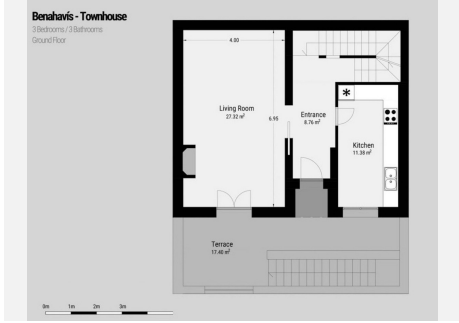 Benahavís - Townhouse
3 Bedrooms / 3 Bathrooms
Ground Floor
4.00
Living Room
27.32 m²
6.95
Entrance
8.76 m²
*
Kitchen
11.38 m²
Terrace
17.40 m²
0m 1m 2m 3m